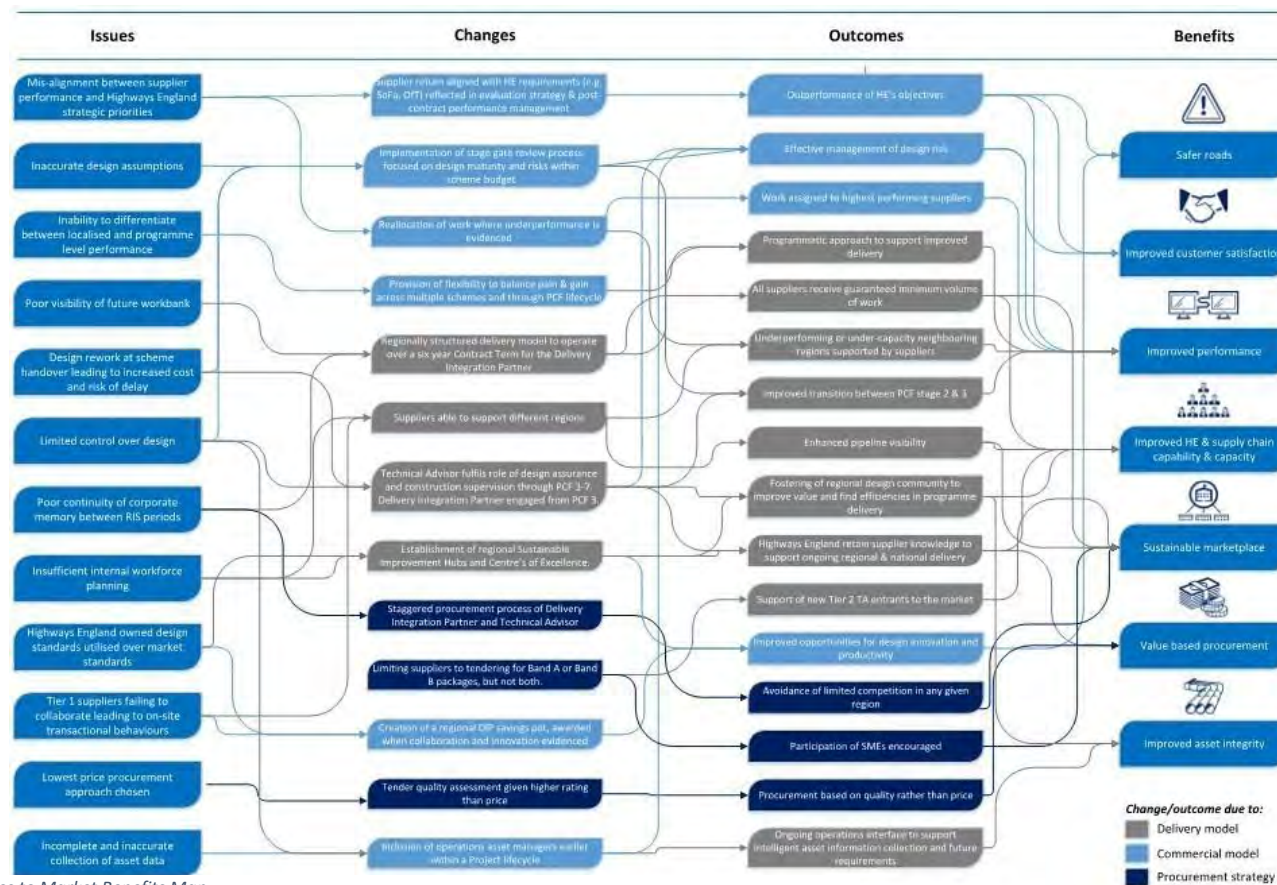 Issues
Changes
Outcomes
Benefits
Mis-alignment between supplier
performance and Highways England
strategic priorities
Inaccurate design assumptions
Inability to differentiate
between localised and programme
level performance
Poor visibility of future workbank
Design rework at scheme
handover leading to increased cost
and risk of delay
Limited control over design
Poor continuity of corporate
memory between RIS periods
Insufficient internal workforce
planning
Highways England owned design
standards utilised over market
standards
Tier 1 suppliers failing to
collaborate leading to on-site
transactional behaviours
Lowest price procurement
approach chosen
Incomplete and inaccurate
collection of asset data
Supplier return aligned with HE requirements (e.g.
SoFa, OfT) reflected in evaluation strategy & post-
contract performance management
Implementation of stage gate review process
focused on design maturity and risks within
scheme budget
Reallocation of work where underperformance is
evidenced
Provision of flexibility to balance pain & gain
across multiple schemes and through PCF lifecycle
Regionally structured delivery model to operate
over a six year Contract Term for the Delivery
Integration Partner
Suppliers able to support different regions
Technical Advisor fulfils role of design assurance
and construction supervision through PCF 3-7.
Delivery Integration Partner engaged from PCF 3.
Establishment of regional Sustainable
Improvement Hubs and Centre's of Excellence.
Staggered procurement process of Delivery
Integration Partner and Technical Advisor
Limiting suppliers to tendering for Band A or Band
B packages, but not both.
Creation of a regional DIP savings pot, awarded
when collaboration and innovation evidenced
Tender quality assessment given higher rating
than price
Inclusion of operations asset managers earlier
within a Project lifecycle
Outperformance of HE's objectives
Effective management of design risk
Work assigned to highest performing suppliers
Programmatic approach to support improved
delivery
All suppliers receive guaranteed minimum volume
of work
Underperforming or under-capacity neighbouring
regions supported by suppliers
Improved transition between PCF stage 2 & 3
Enhanced pipeline visibility
Fostering of regional design community to
improve value and find efficiencies in programme
delivery
Highways England retain supplier knowledge to
support ongoing regional & national delivery
Support of new Tier 2 TA entrants to the market
Improved opportunities for design innovation and
productivity
Avoidance of limited competition in any given
region
Participation of SMEs encouraged
Procurement based on quality rather than price
Ongoing operations interface to support
intelligent asset information collection and future
requirements
Safer roads
Improved customer satisfactio
Improved performance
Improved HE & supply chain
capability & capacity
Sustainable marketplace
Value based procurement
Improved asset integrity
Change/outcome due to:
Delivery model
Commercial model
Procurement strategy
to Market Benefits Map